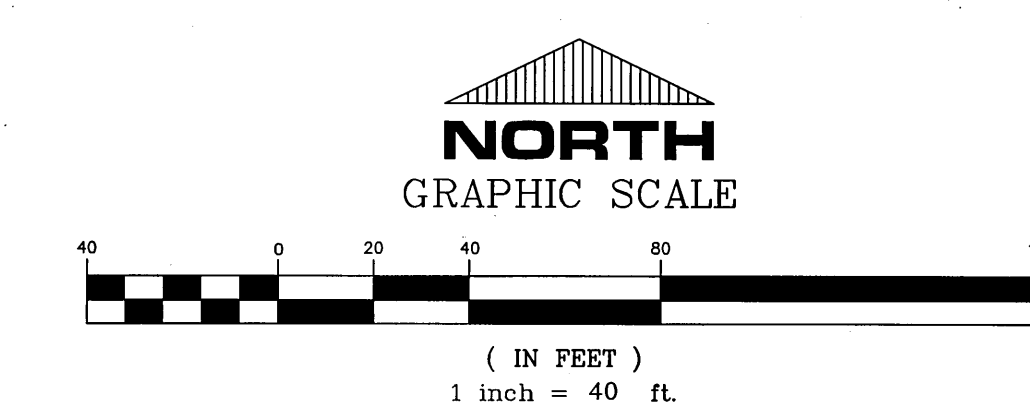 NORTH
GRAPHIC SCALE
40 0 20 40 80
( IN FEET )
1 inch = 40 ft.